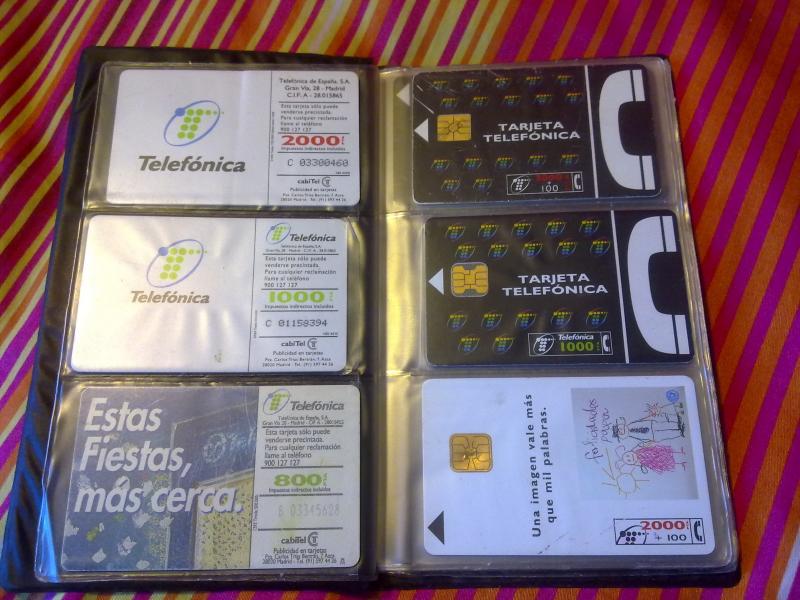 Telefónica
Telefónica de España, S.A.
Gran Vía, 28 - Madrid
C.I.F. A - 28.015865
Esta tarjeta sólo puede
venderse precintada.
Para cualquier reclamación
llame al teléfono
900 127 127
2000
Impuestos indirectos incluidos
C 03300460
cabiTel
Publicidad en tarjetas
TARJETA
TELEFÓNICA
100
Telefónica
Telefónica
Esta tarjeta sólo puede
venderse precintada.
Para cualquier reclamación
llame al teléfono
900 127 127
1000
Impuestos indirectos incluidos
C 01158394
cabiTel
Publicidad en tarjetas
TARJETA
TELEFÓNICA
Telefónica
1000
Estas
Fiestas,
más cerca.
Telefónica
Esta tarjeta sólo puede
venderse precintada.
Para cualquier reclamación
llame al teléfono
900 127 127
800
Impuestos indirectos incluidos
B 03345628
cabiTel
Publicidad en tarjetas
Una imagen vale más
que mil palabras.
2000
+ 100